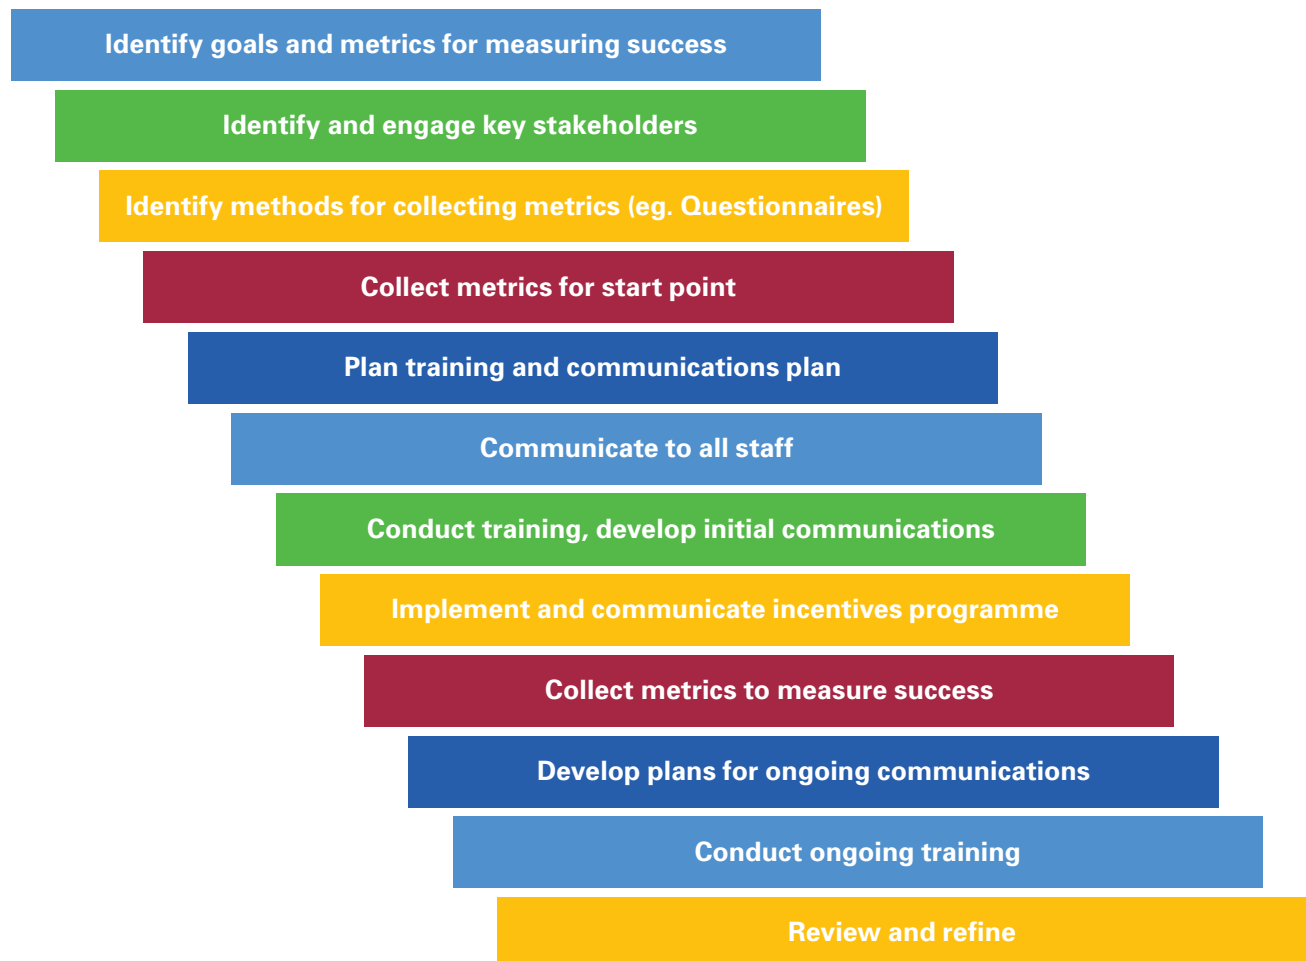 Identify goals and metrics for measuring success
Identify and engage key stakeholders
Identify methods for collecting metrics (eg. Questionnaires)
Collect metrics for start point
Plan training and communications plan
Communicate to all staff
Conduct training, develop initial communications
Implement and communicate incentives programme
Collect metrics to measure success
Develop plans for ongoing communications
Conduct ongoing training
Review and refine